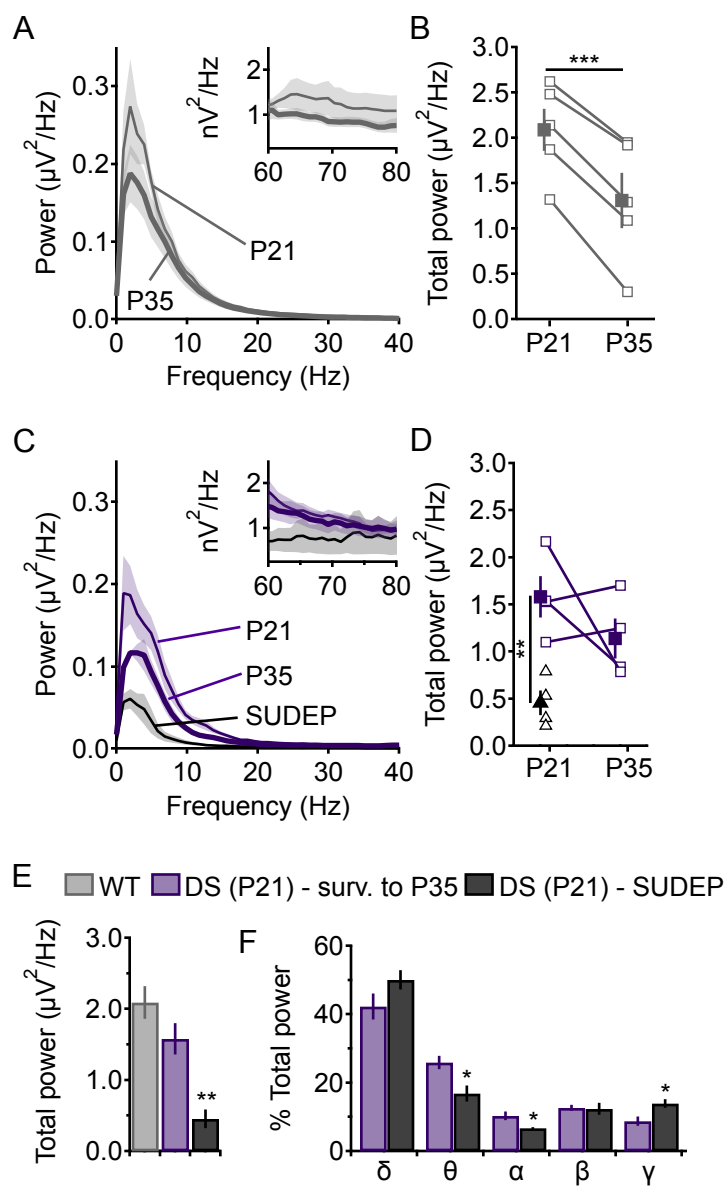 A
Power (µV²/Hz)
0.3
0.2
0.1
0.0
0 10 20 30 40
Frequency (Hz)
P21
P35
nV²/Hz
2
1
60 70 80
B
Total power (µV²/Hz)
3.0
2.5
2.0
1.5
1.0
0.5
0.0
***
P21 P35
C
Power (µV²/Hz)
0.3
0.2
0.1
0.0
0 10 20 30 40
Frequency (Hz)
P21
P35
SUDEP
nV²/Hz
2
1
60 70 80
D
Total power (µV²/Hz)
3.0
2.5
2.0
1.5
1.0
0.5
0.0
**
P21 P35
E
WT DS (P21) - surv. to P35 DS (P21) - SUDEP
Total power (µV²/Hz)
3.0
2.0
1.0
0.0
**
F
% Total power
60
40
20
0
* * *
δ θ α β γ